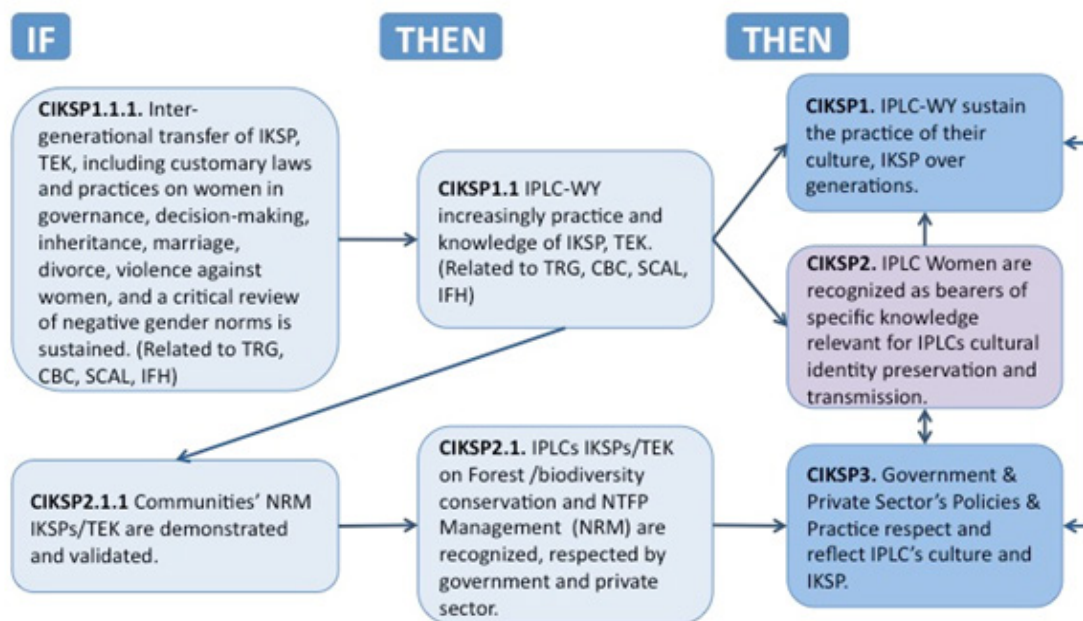 IF
THEN
THEN
CIKSP1.1.1. Inter-
generational transfer of IKSP,
TEK, including customary laws
and practices on women in
governance, decision-making,
inheritance, marriage,
divorce, violence against
women, and a critical review
of negative gender norms is
sustained. (Related to TRG,
CBC, SCAL, IFH)
CIKSP1.1 IPLC-WY
increasingly practice and
knowledge of IKSP, TEK.
(Related to TRG, CBC, SCAL,
IFH)
CIKSP1. IPLC-WY sustain
the practice of their
culture, IKSP over
generations.
CIKSP2. IPLC Women are
recognized as bearers of
specific knowledge
relevant for IPLCs cultural
identity preservation and
transmission.
CIKSP2.1.1 Communities’ NRM
IKSPs/TEK are demonstrated
and validated.
CIKSP2.1. IPLCs IKSPs/TEK
on Forest /biodiversity
conservation and NTFP
Management (NRM) are
recognized, respected by
government and private
sector.
CIKSP3. Government &
Private Sector’s Policies &
Practice respect and
reflect IPLC’s culture and
IKSP.